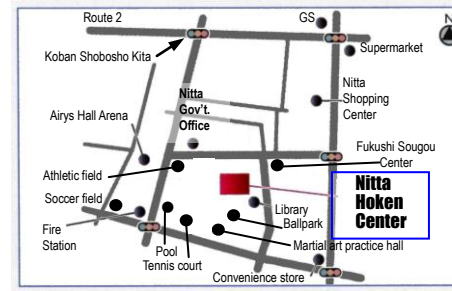 Route 2
GS
N
Koban Shobosho Kita
Supermarket
Nitta
Gov't.
Office
Nitta
Shopping
Center
Airys Hall Arena
Fukushi Sougou
Center
Athletic field
Nitta
Hoken
Center
Soccer field
Library
Ballpark
Fire
Station
Pool
Tennis court
Martial art practice hall
Convenience store